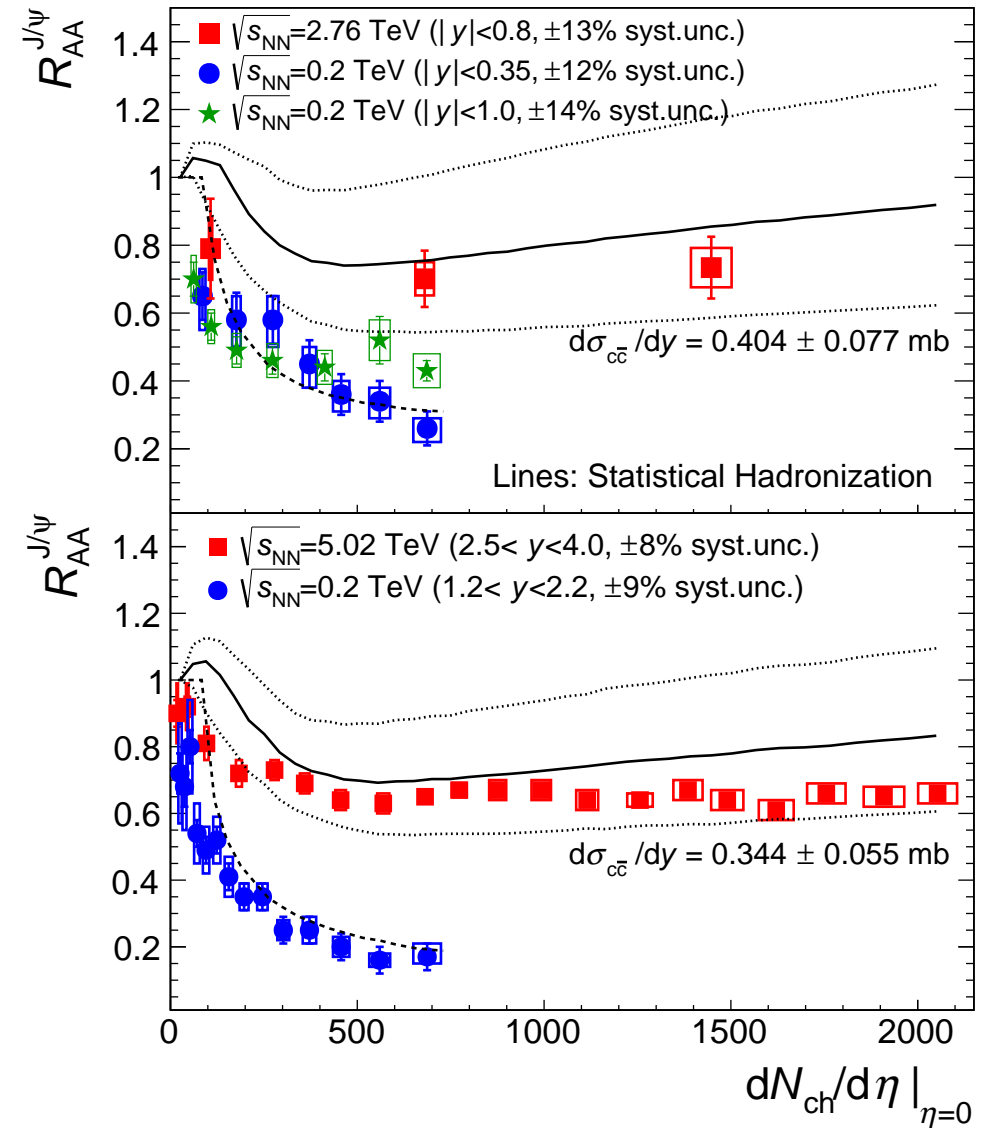 R_AA^J/ψ
√s_NN=2.76 TeV (|y|<0.8, ±13% syst.unc.)
√s_NN=0.2 TeV (|y|<0.35, ±12% syst.unc.)
√s_NN=0.2 TeV (|y|<1.0, ±14% syst.unc.)
1.4
1.2
1
0.8
0.6
0.4
0.2
dσ_cc̅ /dy = 0.404 ± 0.077 mb
Lines: Statistical Hadronization
R_AA^J/ψ
√s_NN=5.02 TeV (2.5< y<4.0, ±8% syst.unc.)
√s_NN=0.2 TeV (1.2< y<2.2, ±9% syst.unc.)
1.4
1.2
1
0.8
0.6
0.4
0.2
dσ_cc̅ /dy = 0.344 ± 0.055 mb
0 500 1000 1500 2000
dN_ch/dη |_η=0